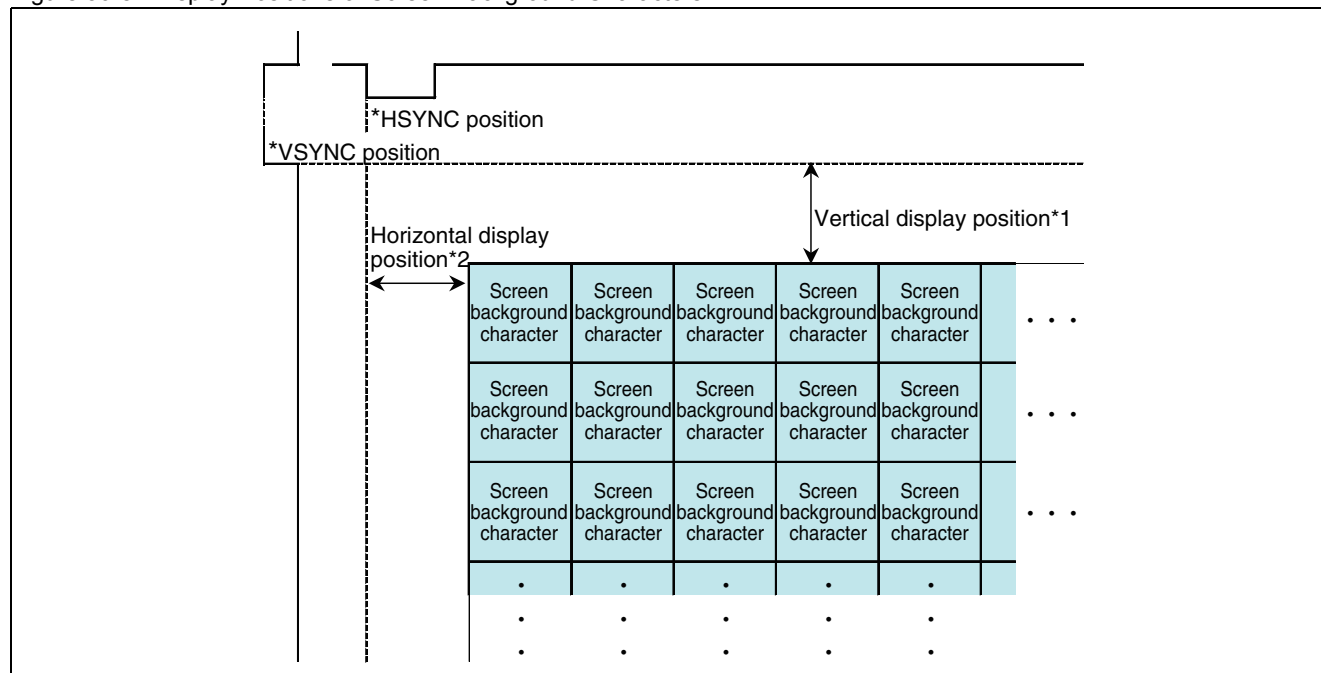 *HSYNC position
*VSYNC position
Vertical display position*1
Horizontal display
position*2
Screen Screen Screen Screen Screen
background background background background background
character character character character character
. . .
Screen Screen Screen Screen Screen
background background background background background
character character character character character
. . .
Screen Screen Screen Screen Screen
background background background background background
character character character character character
. . .
. . . . .
. . . . .
. . . . .